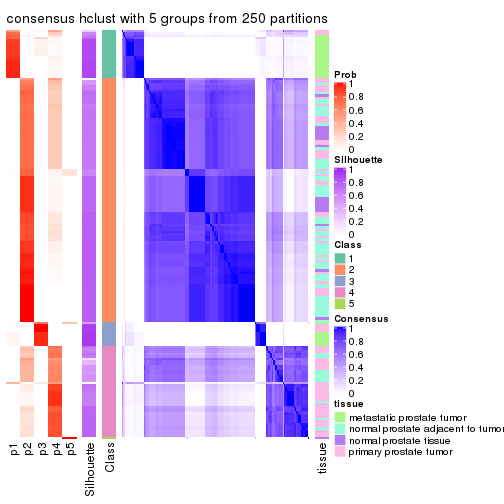 consensus hclust with 5 groups from 250 partitions
Prob
1
0.8
0.6
0.4
0.2
0
Silhouette
1
0.8
0.6
0.4
0.2
0
Class
1
2
3
4
5
Consensus
1
0.8
0.6
0.4
0.2
0
tissue
metastatic prostate tumor
normal prostate adjacent to tumor
normal prostate tissue
primary prostate tumor
p1
p2
p3
p4
p5
Silhouette
Class
tissue